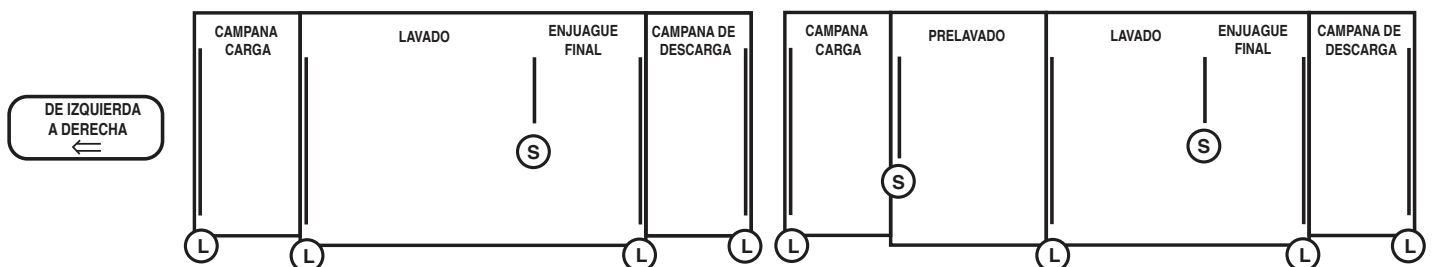 DE IZQUIERDA
A DERECHA
⇐
CAMPANA
CARGA
LAVADO
ENJUAGUE
FINAL
CAMPANA DE
DESCARGA
S
L
L
L
L
CAMPANA
CARGA
PRELAVADO
LAVADO
ENJUAGUE
FINAL
CAMPANA DE
DESCARGA
S
S
L
L
L
L